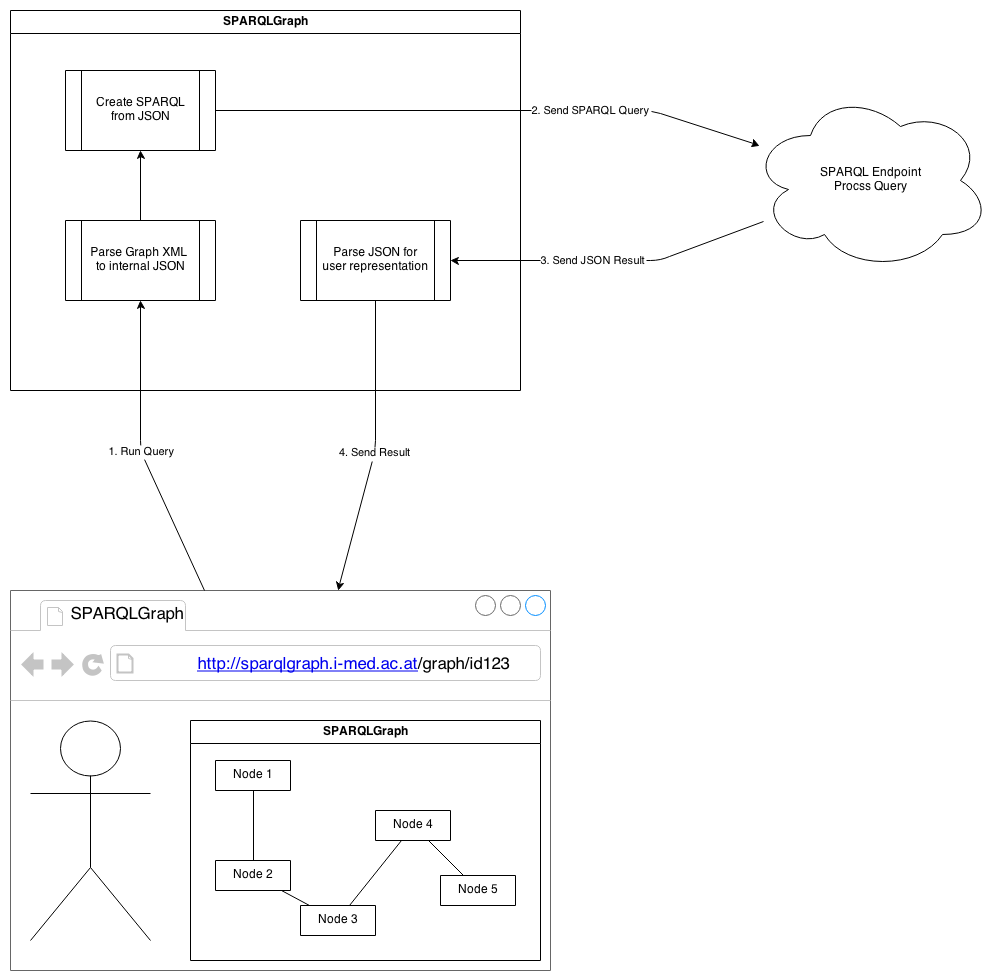 SPARQLGraph
Create SPARQL
from JSON
2. Send SPARQL Query
SPARQL Endpoint
Procss Query
Parse Graph XML
to internal JSON
Parse JSON for
user representation
3. Send JSON Result
1. Run Query
4. Send Result
SPARQLGraph
http://sparqlgraph.i-med.ac.at/graph/id123
SPARQLGraph
Node 1
Node 4
Node 2
Node 5
Node 3